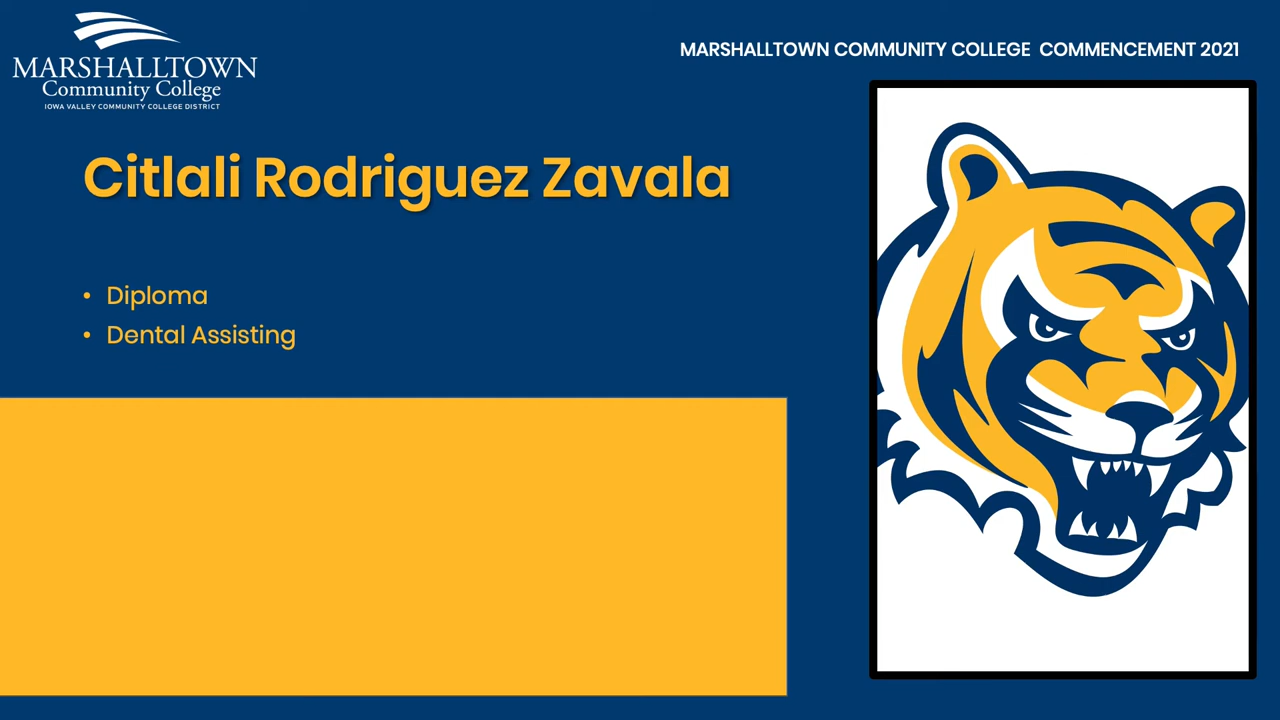 MARSHALLTOWN
Community College
IOWA VALLEY COMMUNITY COLLEGE DISTRICT
MARSHALLTOWN COMMUNITY COLLEGE  COMMENCEMENT 2021
Citlali Rodriguez Zavala
• Diploma
• Dental Assisting